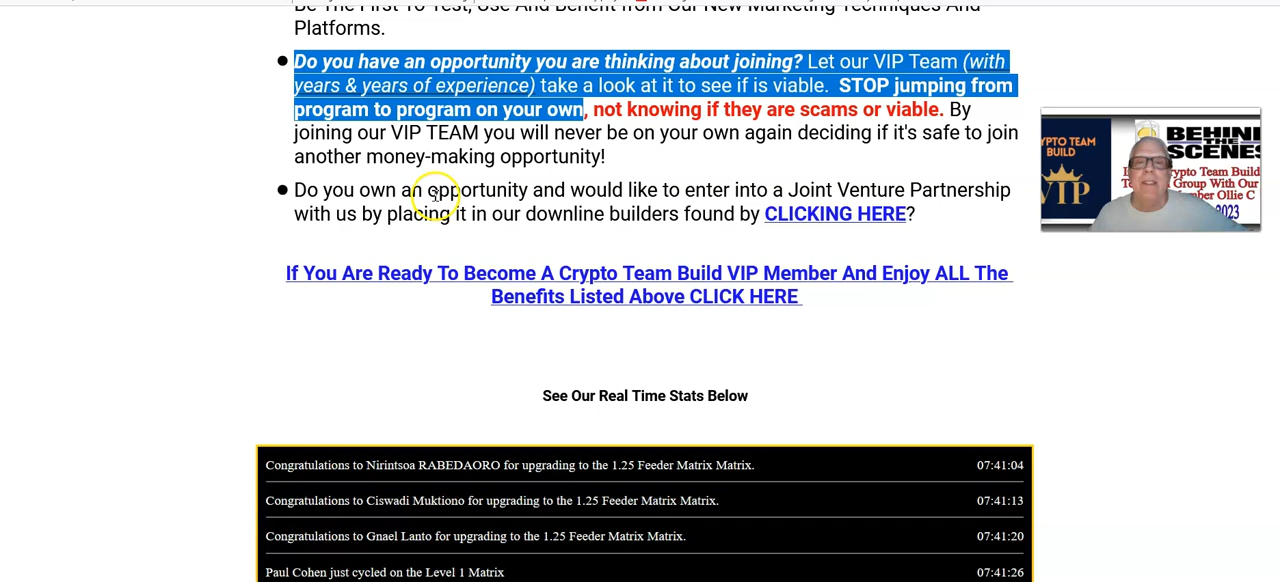 Be The First To Test, Use And Benefit from Our New Marketing Techniques And
Platforms.
Do you have an opportunity you are thinking about joining? Let our VIP Team (with
years & years of experience) take a look at it to see if is viable. STOP jumping from
program to program on your own, not knowing if they are scams or viable. By
joining our VIP TEAM you will never be on your own again deciding if it's safe to join
another money-making opportunity!
Do you own an opportunity and would like to enter into a Joint Venture Partnership
with us by placing it in our downline builders found by CLICKING HERE?
If You Are Ready To Become A Crypto Team Build VIP Member And Enjoy ALL The
Benefits Listed Above CLICK HERE
See Our Real Time Stats Below
Congratulations to Nirintsoa RABEDAORO for upgrading to the 1.25 Feeder Matrix Matrix. 07:41:04
Congratulations to Ciswadi Muktiono for upgrading to the 1.25 Feeder Matrix Matrix. 07:41:13
Congratulations to Gnael Lanto for upgrading to the 1.25 Feeder Matrix Matrix. 07:41:20
Paul Cohen just cycled on the Level 1 Matrix 07:41:26
YPTO TEAM
BUILD
VIP
BEHIND
THE
SCENES
Crypto Team Build
Group With Our
Ollie C
2023